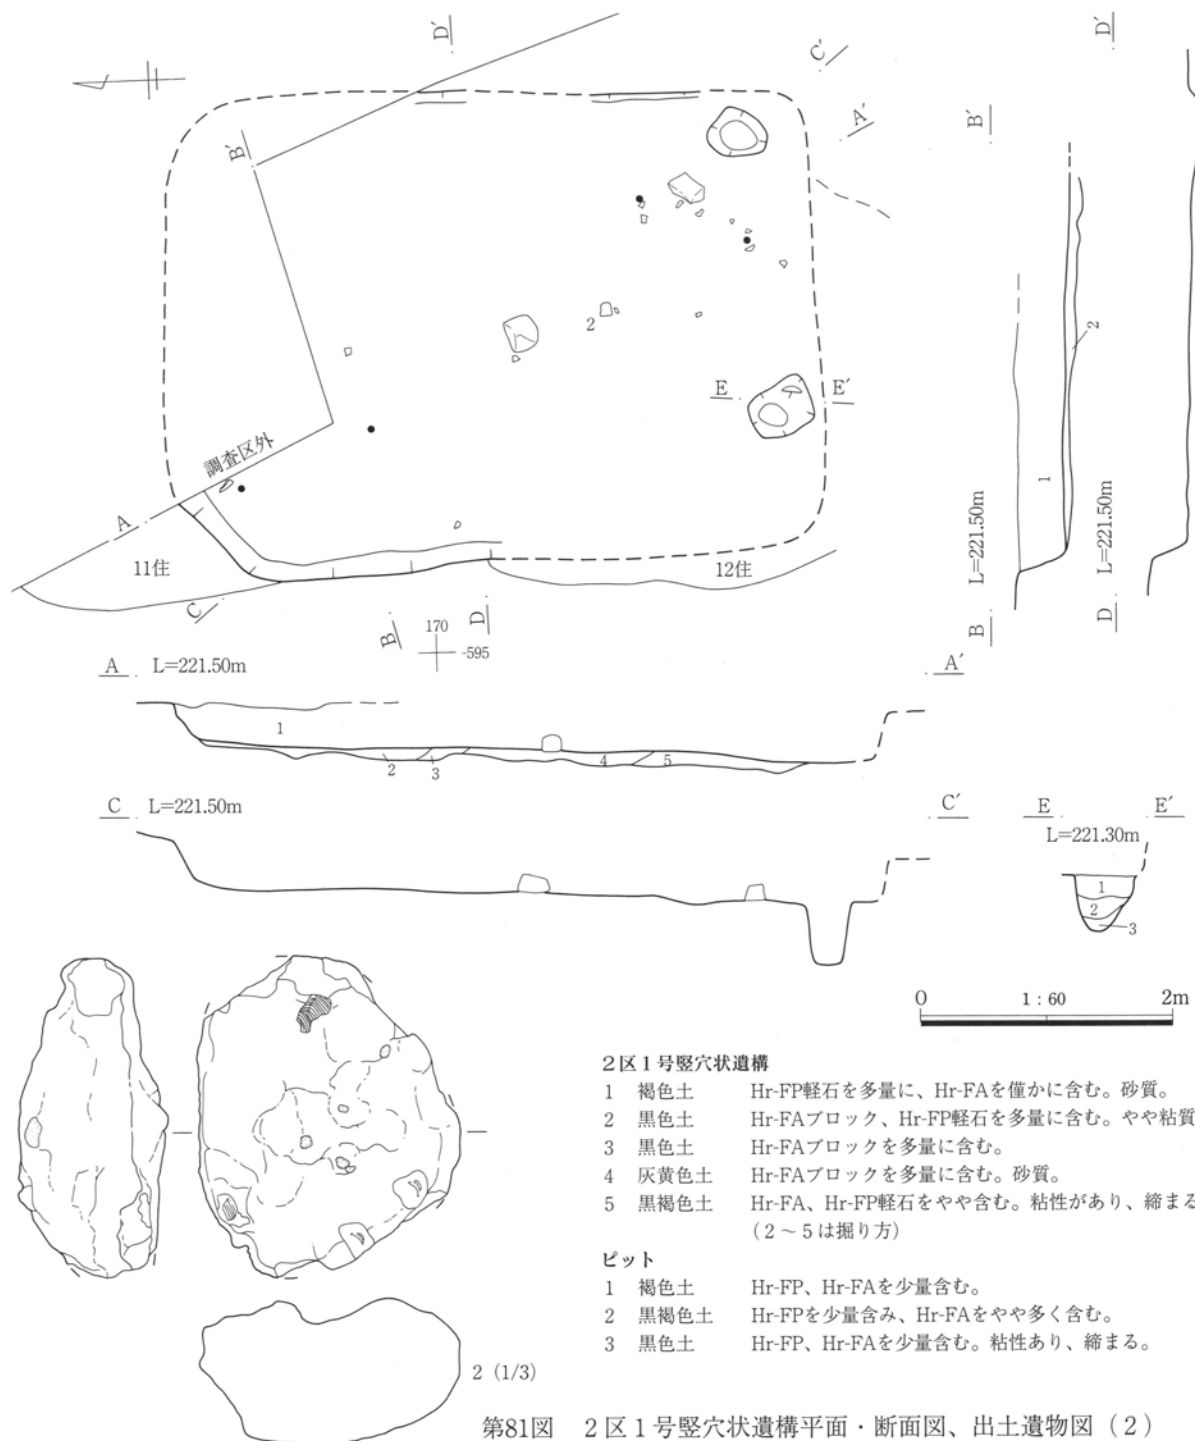 D′
C′
D′
A′
B′
B′
2
2
E
E′
調査区外
1
A
L=221.50m
L=221.50m
11住
12住
C
B
D
B
D
170
-595
A
L=221.50m
A′
1
2
3
4
5
C
L=221.50m
C′
E
E′
L=221.30m
1
2
3
0
1：60
2m
2区1号竪穴状遺構
1 褐色土 Hr-FP軽石を多量に、Hr-FAを僅かに含む。砂質。
2 黒色土 Hr-FAブロック、Hr-FP軽石を多量に含む。やや粘質
3 黒色土 Hr-FAブロックを多量に含む。
4 灰黄色土 Hr-FAブロックを多量に含む。砂質。
5 黒褐色土 Hr-FA、Hr-FP軽石をやや含む。粘性があり、締まる
（2～5は掘り方）
ピット
1 褐色土 Hr-FP、Hr-FAを少量含む。
2 黒褐色土 Hr-FPを少量含み、Hr-FAをやや多く含む。
3 黒色土 Hr-FP、Hr-FAを少量含む。粘性あり、締まる。
2（1/3）
第81図 2区1号竪穴状遺構平面・断面図、出土遺物図（2）